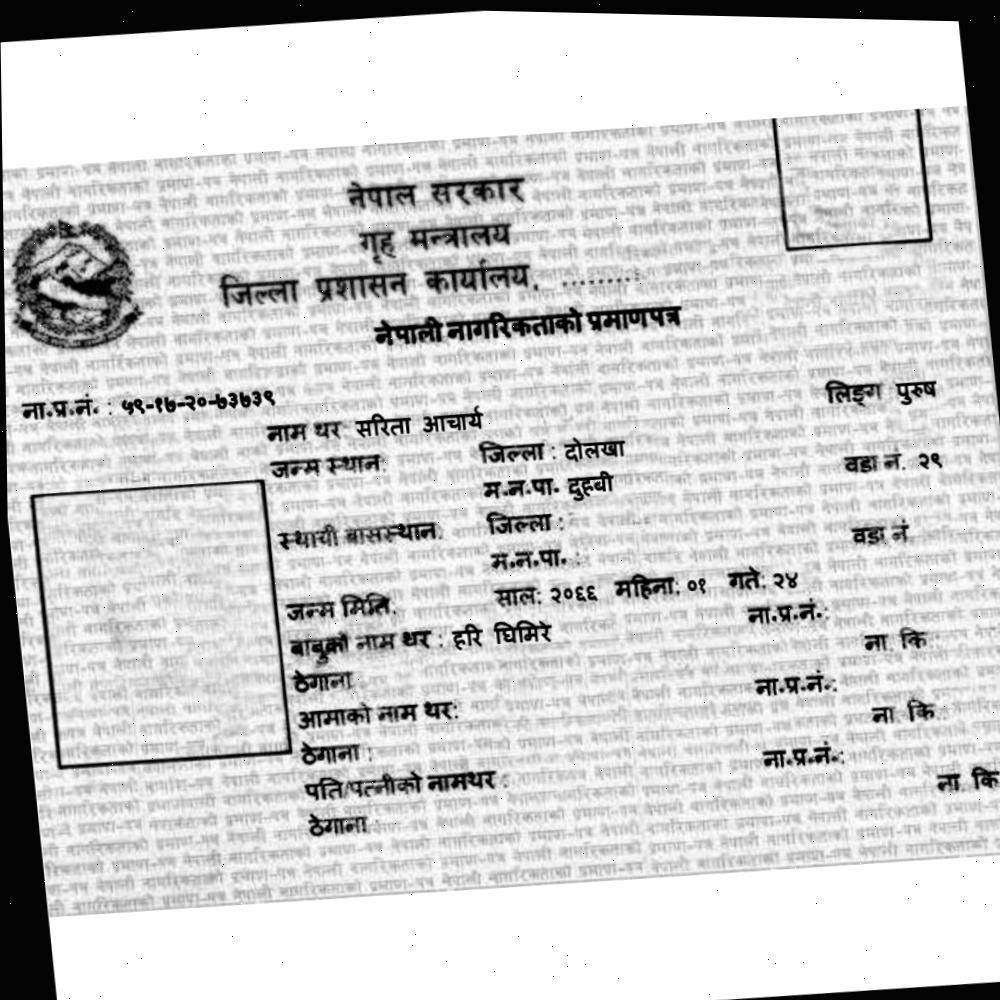 नेपाल सरकार
गृह मन्त्रालय
जिल्ला प्रशासन कार्यालय, .........
नेपाली नागरिकताको प्रमाणपत्र
ना.प्र.नं. : ५९-१७-२०-७३७३९
लिङ्ग पुरुष
नाम थर सरिता आचार्य
जन्म स्थान: जिल्ला : दोलखा
म.न.पा. दुहबी वडा नं. २९
स्थायी बासस्थान: जिल्ला :
म.न.पा. : वडा नं
जन्म मिति: साल: २०६६ महिना: ०१ गते: २४
बाबुको नाम थर : हरि घिमिरे ना.प्र.नं.:
ठेगाना ना. कि
आमाको नाम थर: ना.प्र.नं.:
ठेगाना : ना. कि
पति/पत्नीको नामथर : ना.प्र.नं.:
ठेगाना : ना. कि